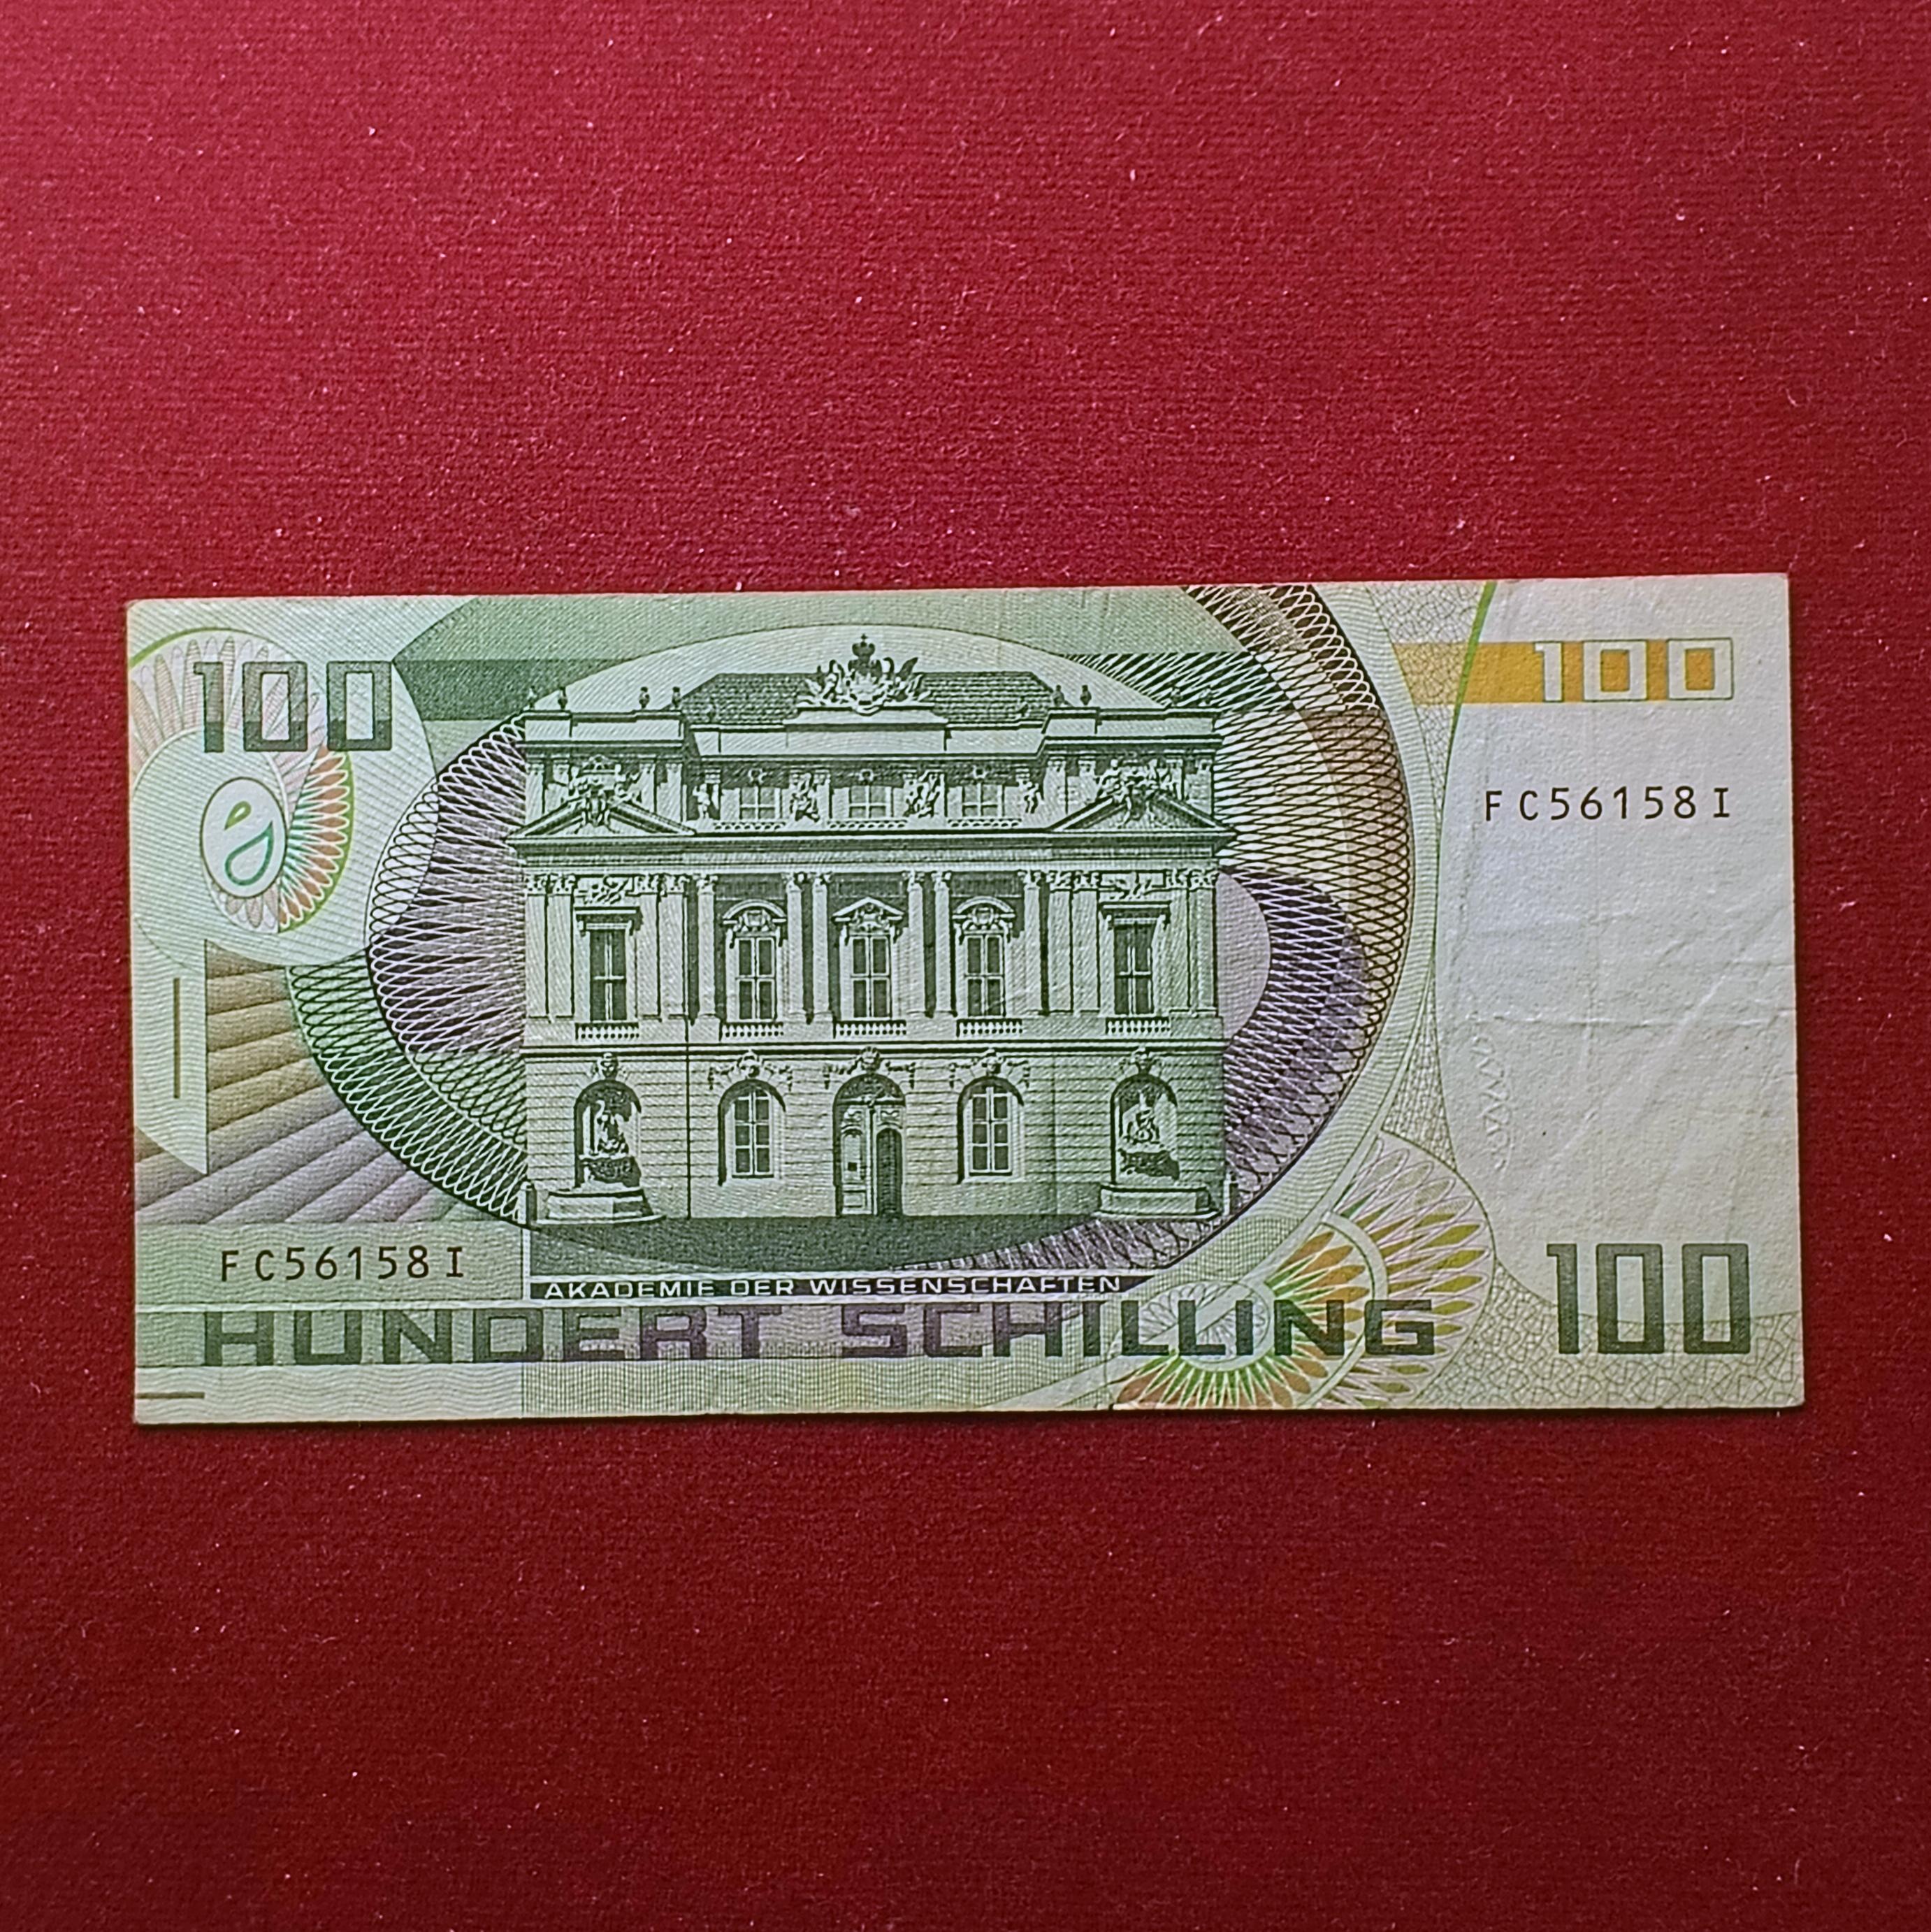 100
100
FC56158I
FC56158I
AKADEMIE DER WISSENSCHAFTEN
HUNDERT SCHILLING
100